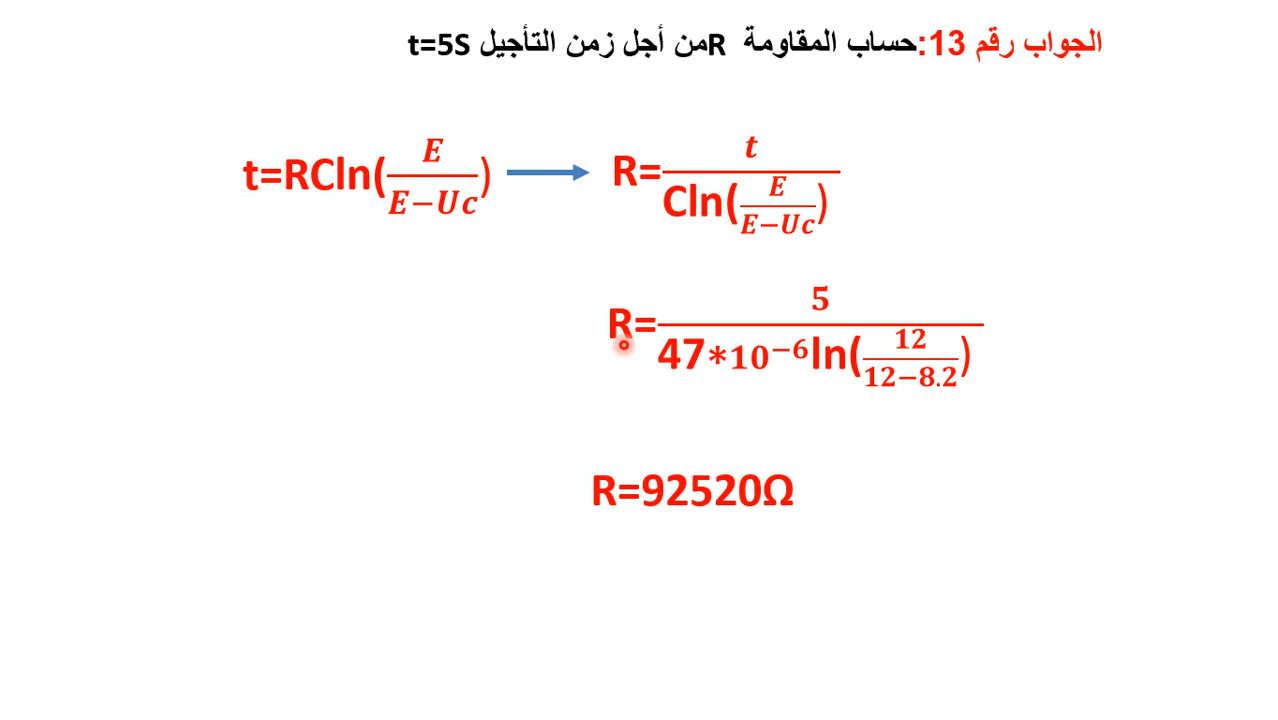 الجواب رقم 13:حساب المقاومة Rمن أجل زمن التأجيل t=5S
t=RCln(E/(E−Uc)) → R=t/(Cln(E/(E−Uc)))
R=5/(47*10⁻⁶ln(12/(12−8.2)))
R=92520Ω